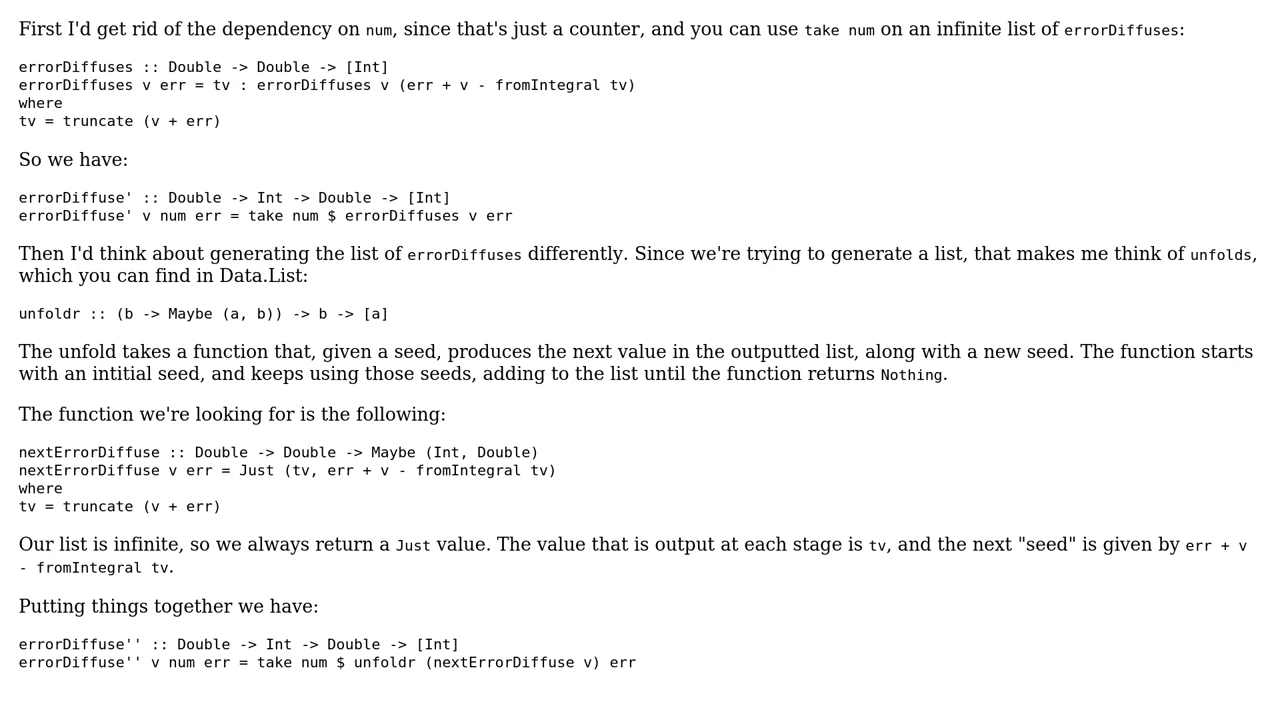 First I'd get rid of the dependency on num, since that's just a counter, and you can use take num on an infinite list of errorDiffuses:
errorDiffuses :: Double -> Double -> [Int]
errorDiffuses v err = tv : errorDiffuses v (err + v - fromIntegral tv)
where
tv = truncate (v + err)
So we have:
errorDiffuse' :: Double -> Int -> Double -> [Int]
errorDiffuse' v num err = take num $ errorDiffuses v err
Then I'd think about generating the list of errorDiffuses differently. Since we're trying to generate a list, that makes me think of unfolds,
which you can find in Data.List:
unfoldr :: (b -> Maybe (a, b)) -> b -> [a]
The unfold takes a function that, given a seed, produces the next value in the outputted list, along with a new seed. The function starts
with an intitial seed, and keeps using those seeds, adding to the list until the function returns Nothing.
The function we're looking for is the following:
nextErrorDiffuse :: Double -> Double -> Maybe (Int, Double)
nextErrorDiffuse v err = Just (tv, err + v - fromIntegral tv)
where
tv = truncate (v + err)
Our list is infinite, so we always return a Just value. The value that is output at each stage is tv, and the next "seed" is given by err + v
- fromIntegral tv.
Putting things together we have:
errorDiffuse'' :: Double -> Int -> Double -> [Int]
errorDiffuse'' v num err = take num $ unfoldr (nextErrorDiffuse v) err